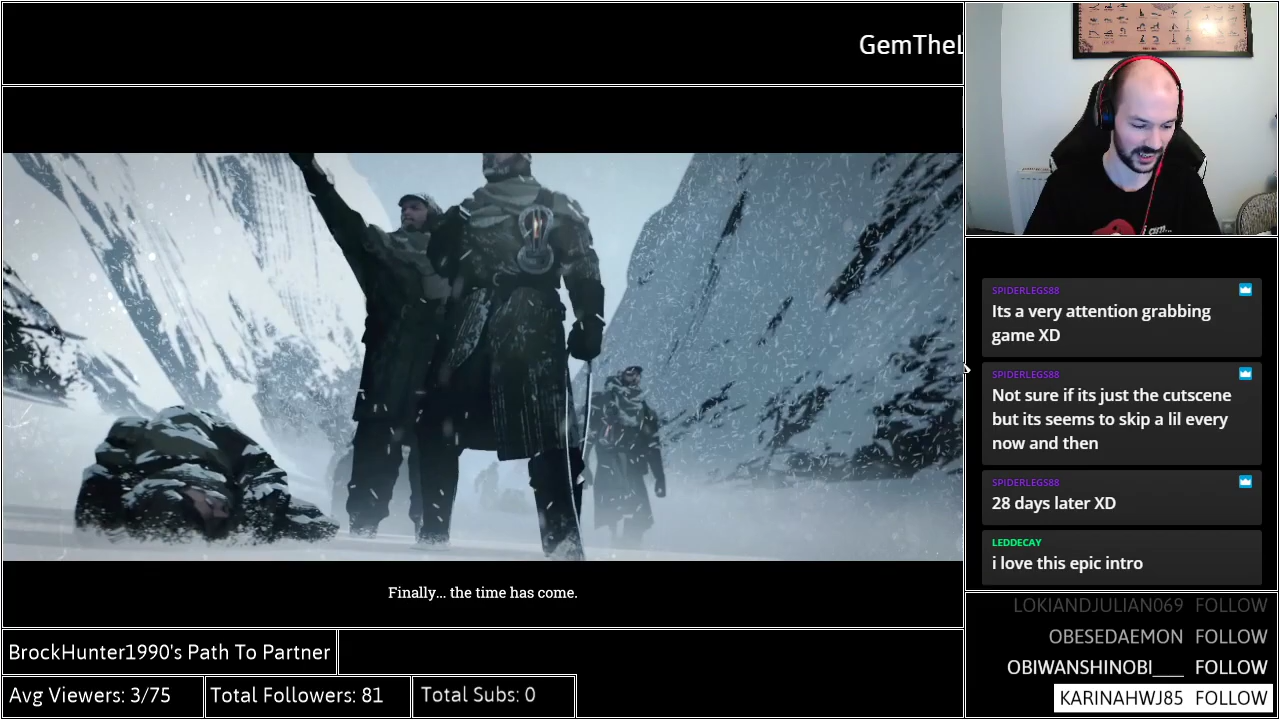 GemTheL
i am...
SPIDERLEGS88
Its a very attention grabbing
game XD
SPIDERLEGS88
Not sure if its just the cutscene
but its seems to skip a lil every
now and then
SPIDERLEGS88
28 days later XD
LEDDECAY
i love this epic intro
Finally... the time has come.
LOKIANDJULIAN069 FOLLOW
OBESEDAEMON FOLLOW
OBIWANSHINOBI___ FOLLOW
KARINAHWJ85 FOLLOW
BrockHunter1990's Path To Partner
Avg Viewers: 3/75
Total Followers: 81
Total Subs: 0